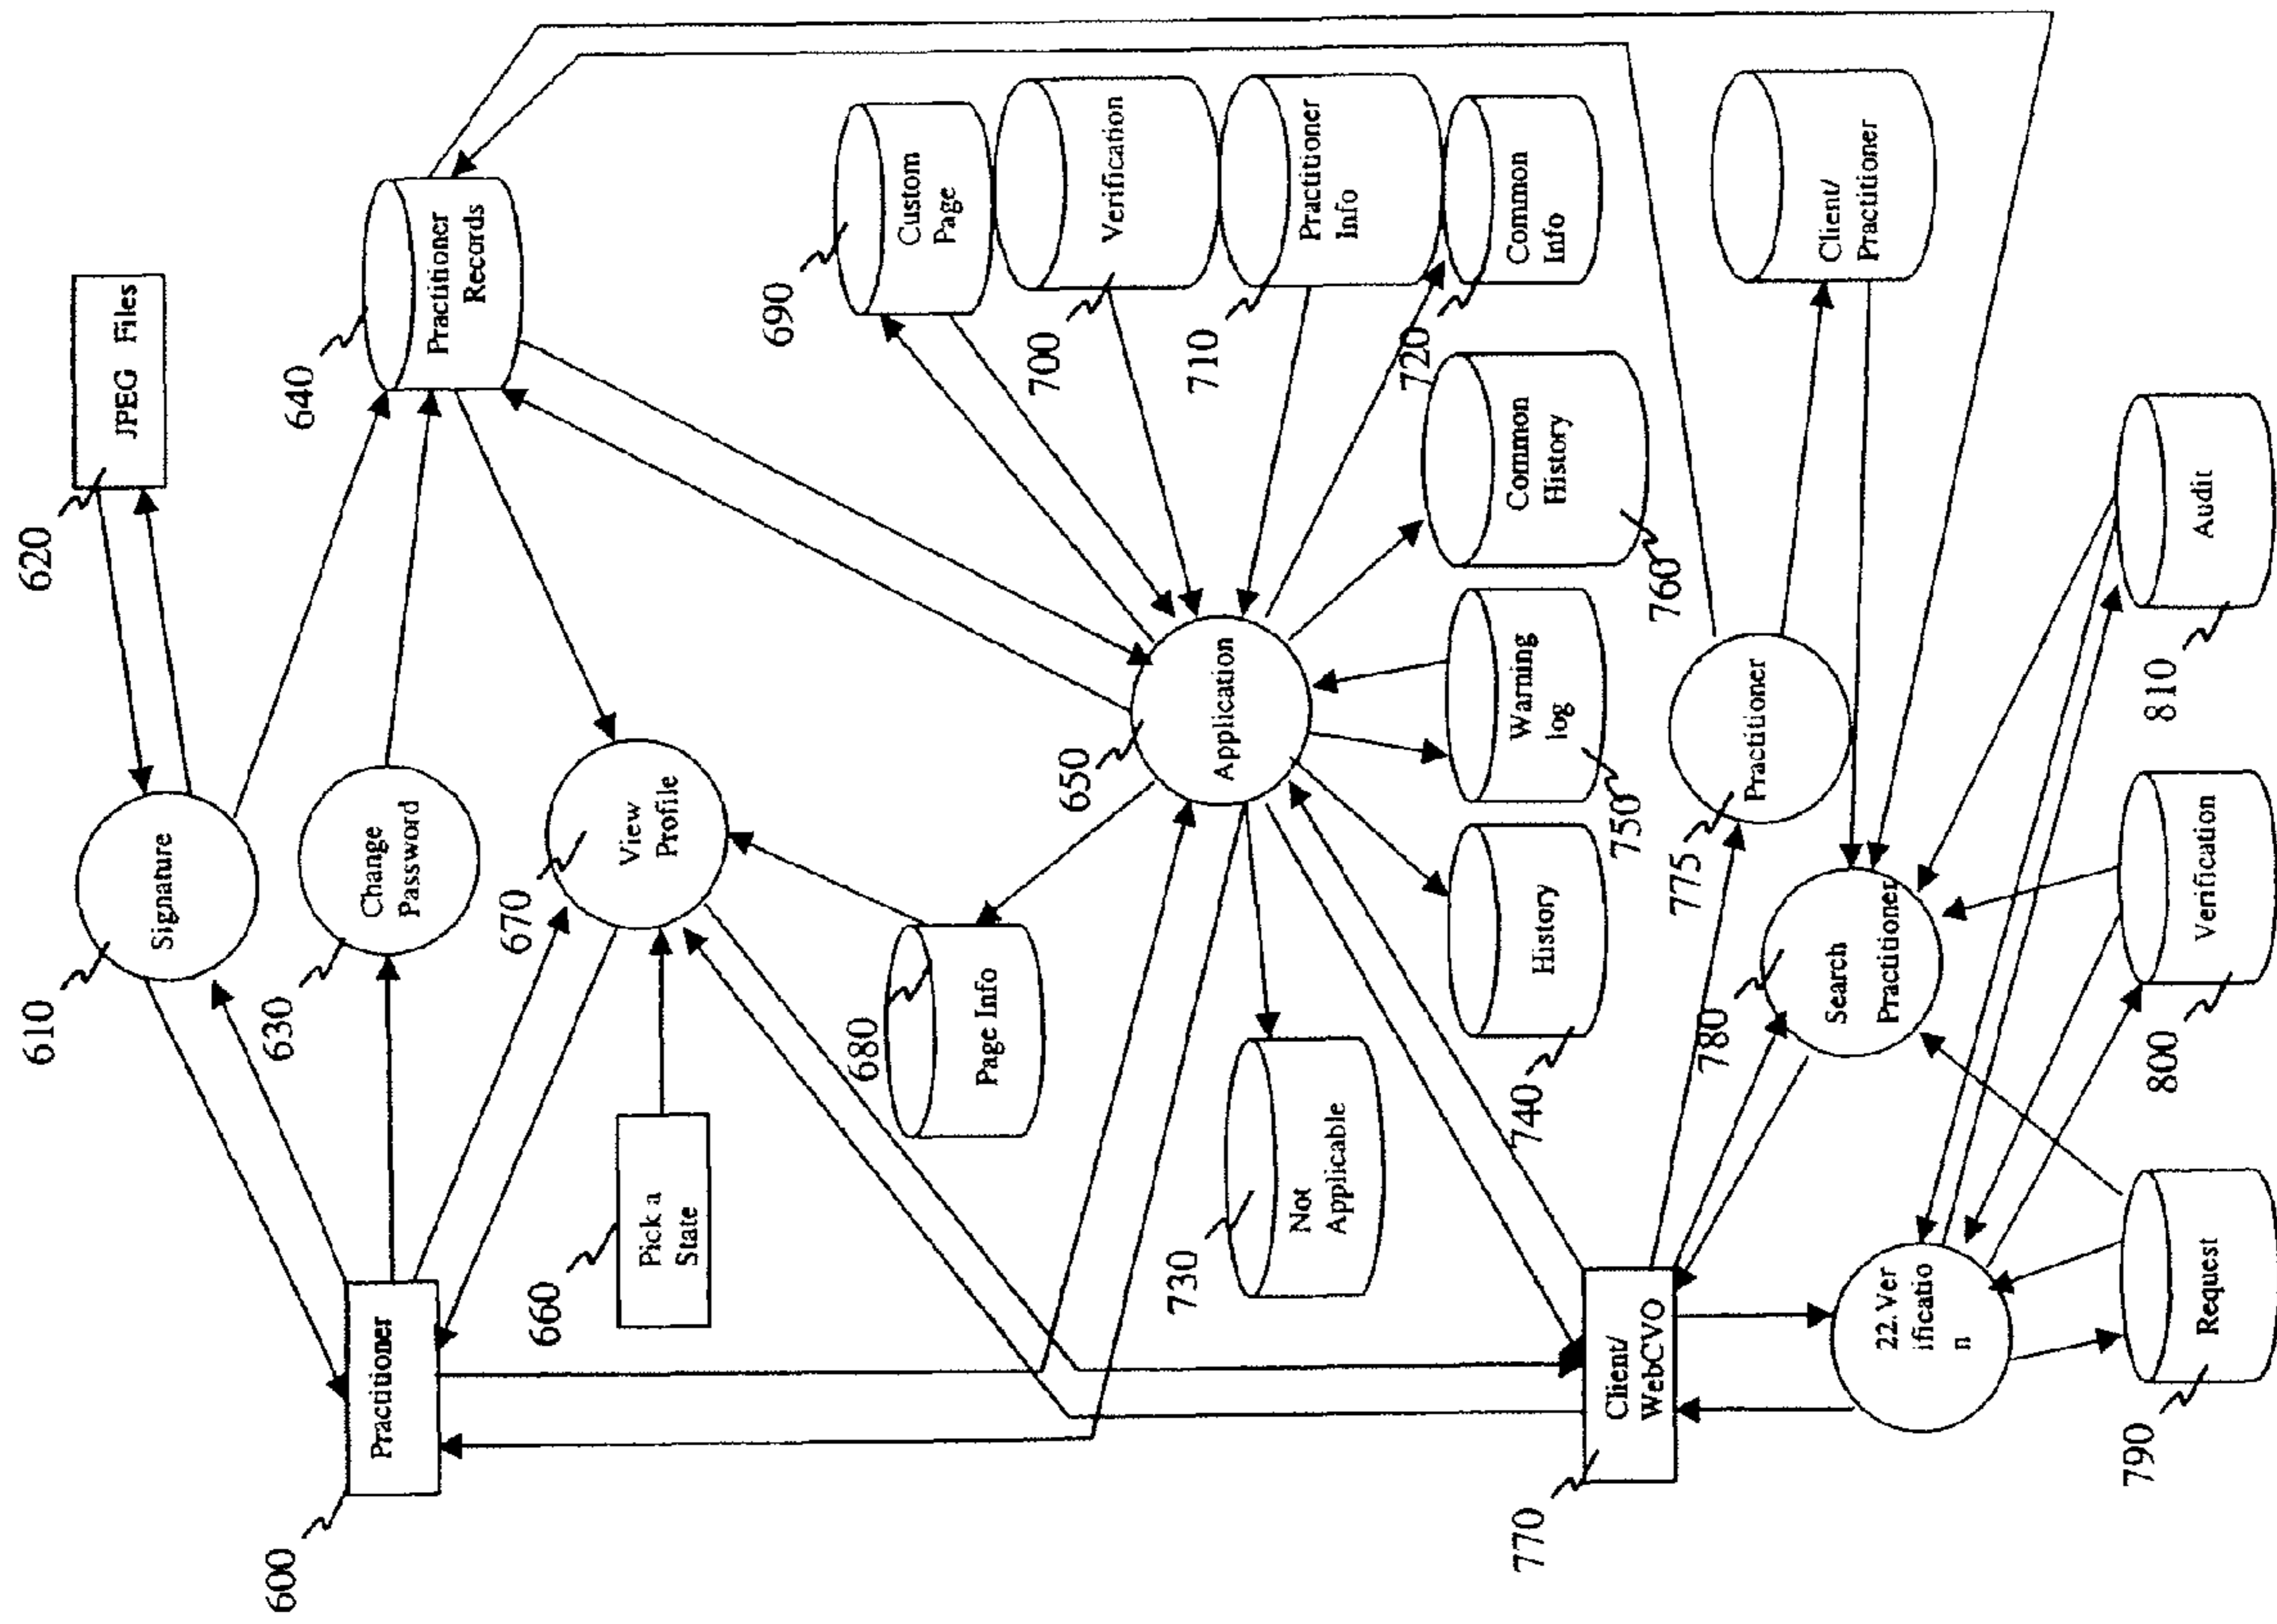 600
Practitioner
610
Signature
620
JPEG Files
630
Change
Password
640
Practitioner
Records
660
Pick a
State
670
View
Profile
680
Page Info
650
Application
690
Custom
Page
700
Verification
710
Practitioner
Info
720
Common
Info
730
Not
Applicable
740
History
750
Warning
log
760
Common
History
770
Client/
WebCVO
775
Practitioner
Client/
Practitioner
780
Search
Practitioner
22.Ver
ificatio
n
790
Request
800
Verification
810
Audit